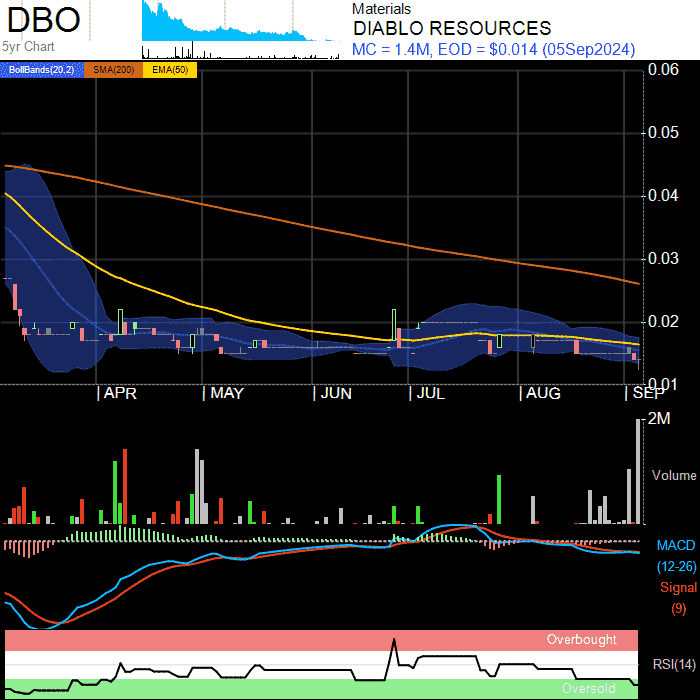 DBO
5yr Chart
Materials
DIABLO RESOURCES
MC = 1.4M, EOD = $0.014 (05Sep2024)
BollBands(20,2) SMA(200) EMA(50)
0.06
0.05
0.04
0.03
0.02
0.01
APR MAY JUN JUL AUG SEP
2M
Volume
MACD
(12-26)
Signal
(9)
Overbought
RSI(14)
Oversold